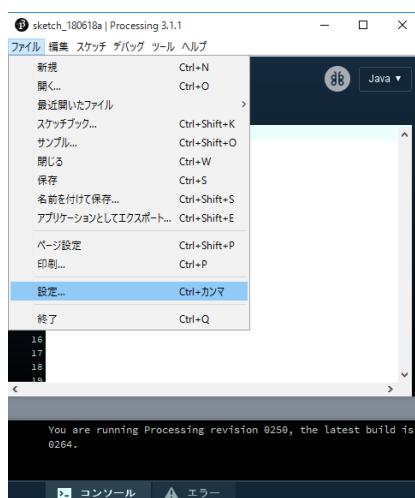 sketch_180618a | Processing 3.1.1
ファイル 編集 スケッチ デバッグ ツール ヘルプ
新規 Ctrl+N
開く... Ctrl+O
最近開いたファイル >
スケッチブック... Ctrl+Shift+K
サンプル... Ctrl+Shift+O
閉じる Ctrl+W
保存 Ctrl+S
名前を付けて保存... Ctrl+Shift+S
アプリケーションとしてエクスポート... Ctrl+Shift+E
ページ設定 Ctrl+Shift+P
印刷... Ctrl+P
設定... Ctrl+カンマ
終了 Ctrl+Q
Java ▾
16
17
18
19
You are running Processing revision 0250, the latest build is
0264.
コンソール エラー